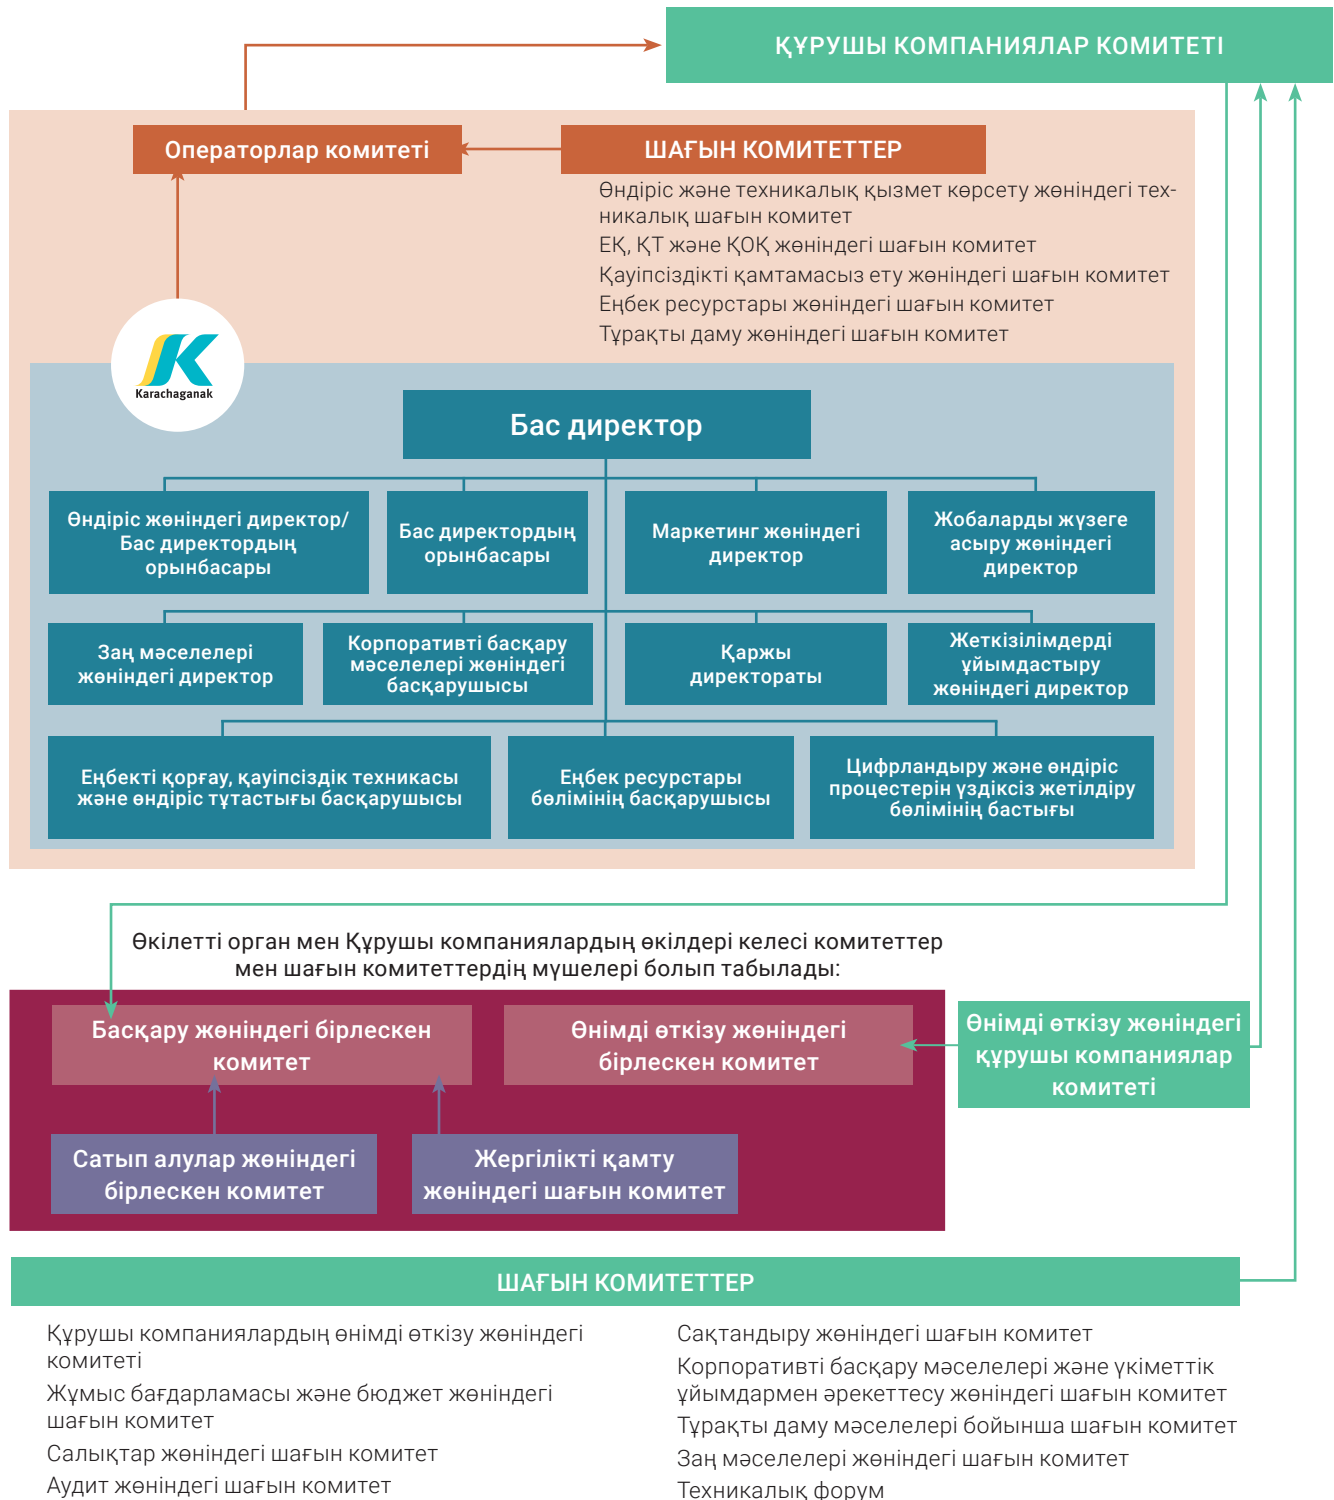 ҚҰРУШЫ КОМПАНИЯЛАР КОМИТЕТІ
Операторлар комитеті
ШАҒЫН КОМИТЕТТЕР
Өндіріс және техникалық қызмет көрсету жөніндегі тех-
никалық шағын комитет
ЕҚ, ҚТ және ҚОҚ жөніндегі шағын комитет
Қауіпсіздікті қамтамасыз ету жөніндегі шағын комитет
Еңбек ресурстары жөніндегі шағын комитет
Тұрақты даму жөніндегі шағын комитет
Karachaganak
Бас директор
Өндіріс жөніндегі директор/
Бас директордың
орынбасары
Бас директордың
орынбасары
Маркетинг жөніндегі
директор
Жобаларды жүзеге
асыру жөніндегі
директор
Заң мәселелері
жөніндегі директор
Корпоративті басқару
мәселелері жөніндегі
басқарушысы
Қаржы
директораты
Жеткізілімдерді
ұйымдастыру
жөніндегі директор
Еңбекті қорғау, қауіпсіздік техникасы
және өндіріс тұтастығы басқарушысы
Еңбек ресурстары
бөлімінің басқарушысы
Цифрландыру және өндіріс
процестерін үздіксіз жетілдіру
бөлімінің бастығы
Өкілетті орган мен Құрушы компаниялардың өкілдері келесі комитеттер
мен шағын комитеттердің мүшелері болып табылады:
Басқару жөніндегі бірлескен
комитет
Өнімді өткізу жөніндегі
бірлескен комитет
Өнімді өткізу жөніндегі
құрушы компаниялар
комитеті
Сатып алулар жөніндегі
бірлескен комитет
Жергілікті қамту
жөніндегі шағын комитет
ШАҒЫН КОМИТЕТТЕР
Құрушы компаниялардың өнімді өткізу жөніндегі
комитеті
Жұмыс бағдарламасы және бюджет жөніндегі
шағын комитет
Салықтар жөніндегі шағын комитет
Аудит жөніндегі шағын комитет
Сақтандыру жөніндегі шағын комитет
Корпоративті басқару мәселелері және үкіметтік
ұйымдармен әрекеттесу жөніндегі шағын комитет
Тұрақты даму мәселелері бойынша шағын комитет
Заң мәселелері жөніндегі шағын комитет
Техникалық форум